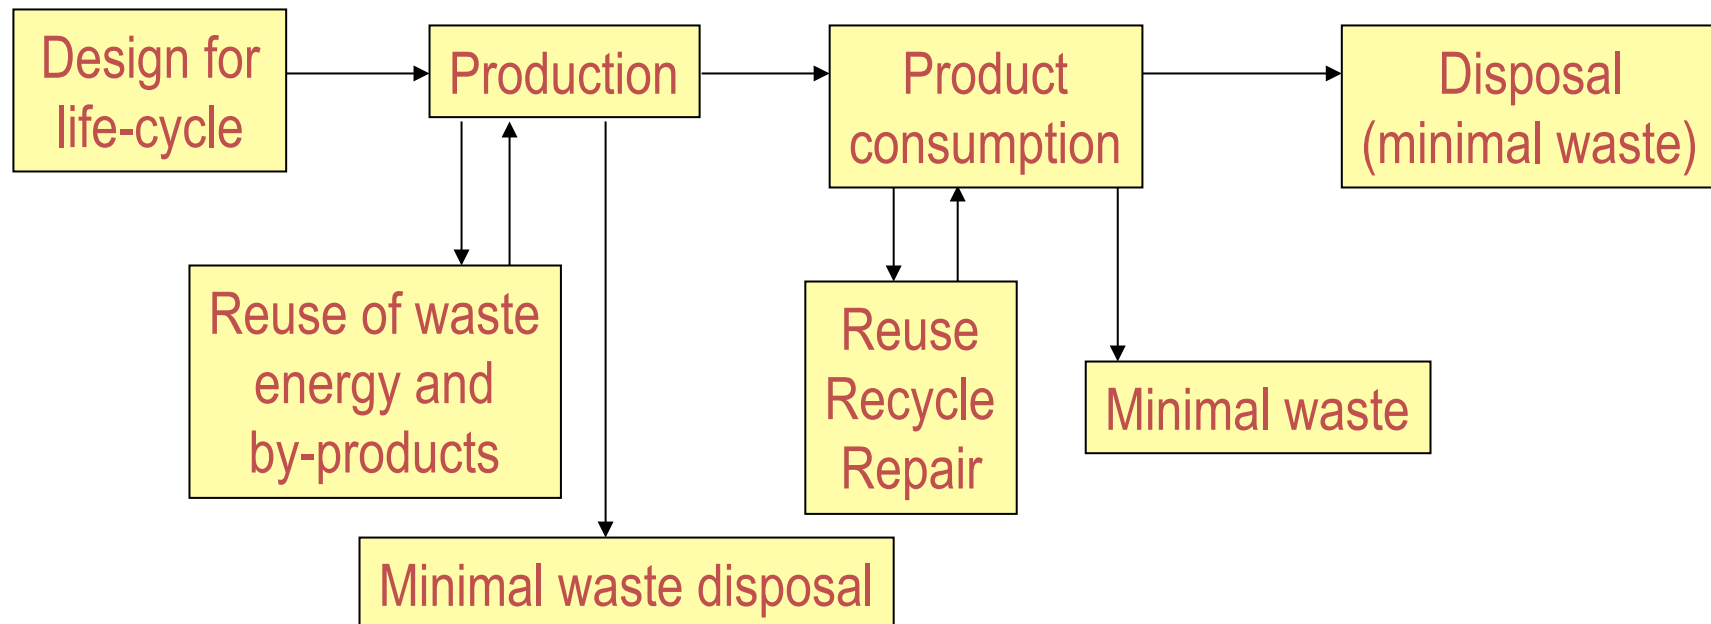 Design for
life-cycle
Production
Product
consumption
Disposal
(minimal waste)
Reuse of waste
energy and
by-products
Reuse
Recycle
Repair
Minimal waste
Minimal waste disposal